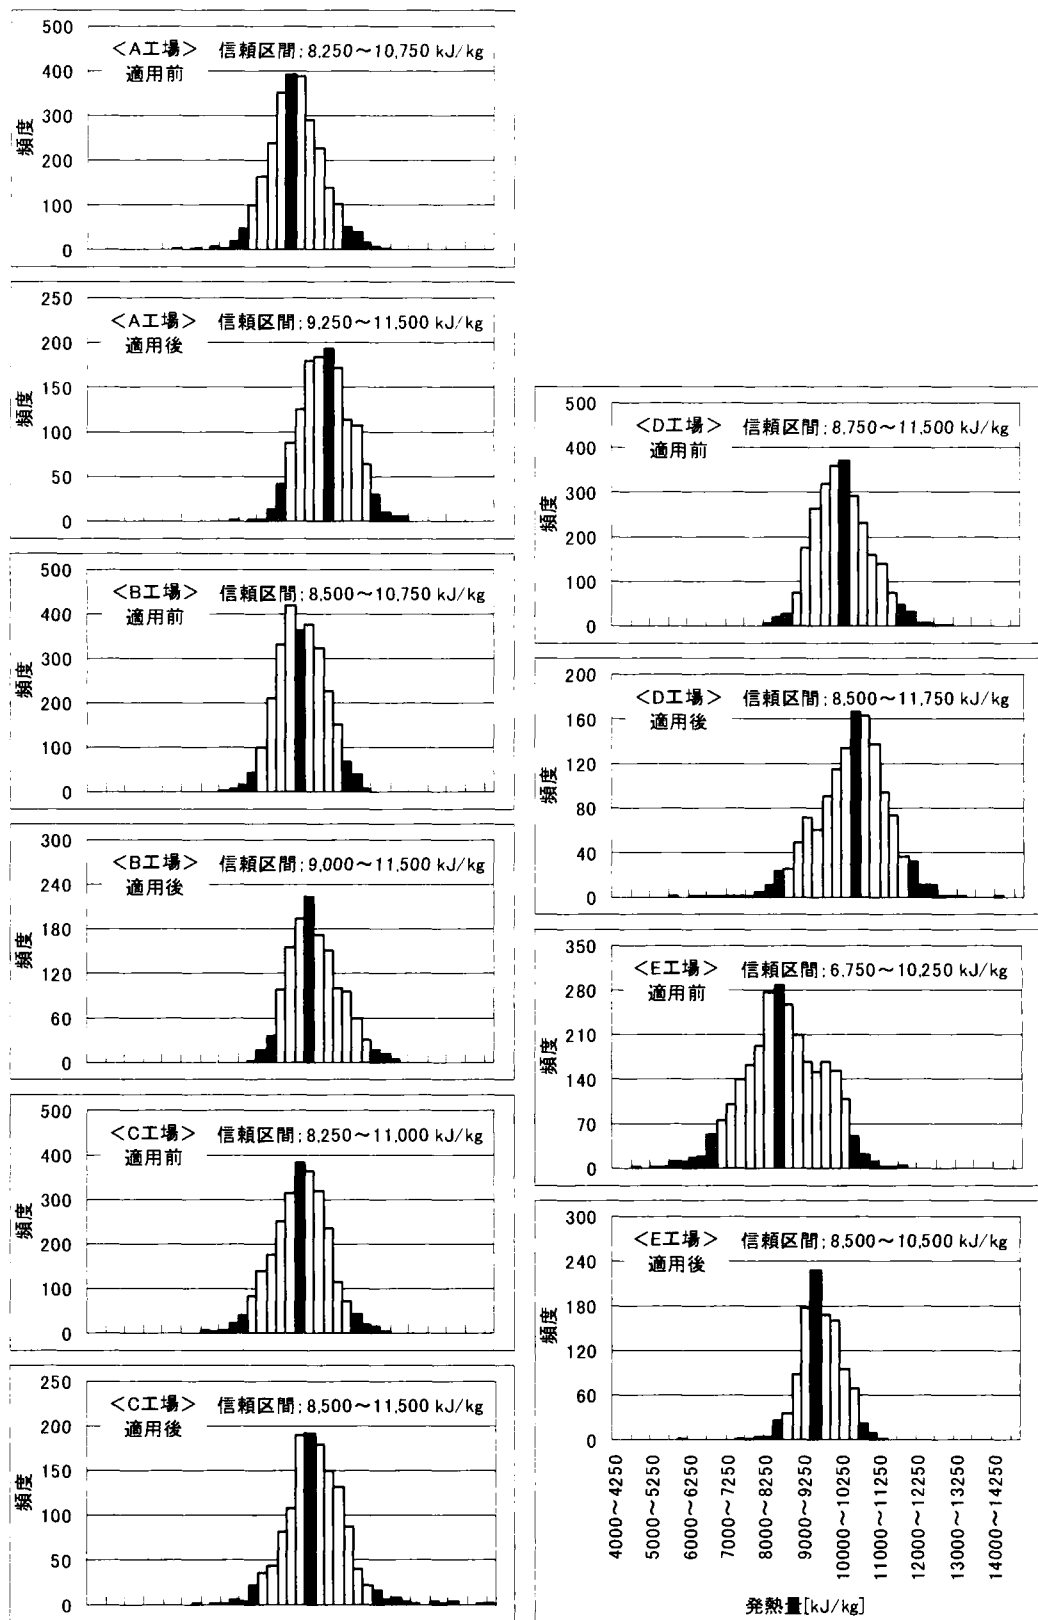 500
400
300
200
100
0
頻度
<A工場> 信頼区間;8,250～10,750 kJ/kg
適用前
250
200
150
100
50
0
頻度
<A工場> 信頼区間;9,250～11,500 kJ/kg
適用後
500
400
300
200
100
0
頻度
<B工場> 信頼区間;8,500～10,750 kJ/kg
適用前
300
240
180
120
60
0
頻度
<B工場> 信頼区間;9,000～11,500 kJ/kg
適用後
500
400
300
200
100
0
頻度
<C工場> 信頼区間;8,250～11,000 kJ/kg
適用前
250
200
150
100
50
0
頻度
<C工場> 信頼区間;8,500～11,500 kJ/kg
適用後
500
400
300
200
100
0
頻度
<D工場> 信頼区間;8,750～11,500 kJ/kg
適用前
200
160
120
80
40
0
頻度
<D工場> 信頼区間;8,500～11,750 kJ/kg
適用後
350
280
210
140
70
0
頻度
<E工場> 信頼区間;6,750～10,250 kJ/kg
適用前
300
240
180
120
60
0
頻度
<E工場> 信頼区間;8,500～10,500 kJ/kg
適用後
4000～4250
5000～5250
6000～6250
7000～7250
8000～8250
9000～9250
10000～10250
11000～11250
12000～12250
13000～13250
14000～14250
発熱量[kJ/kg]